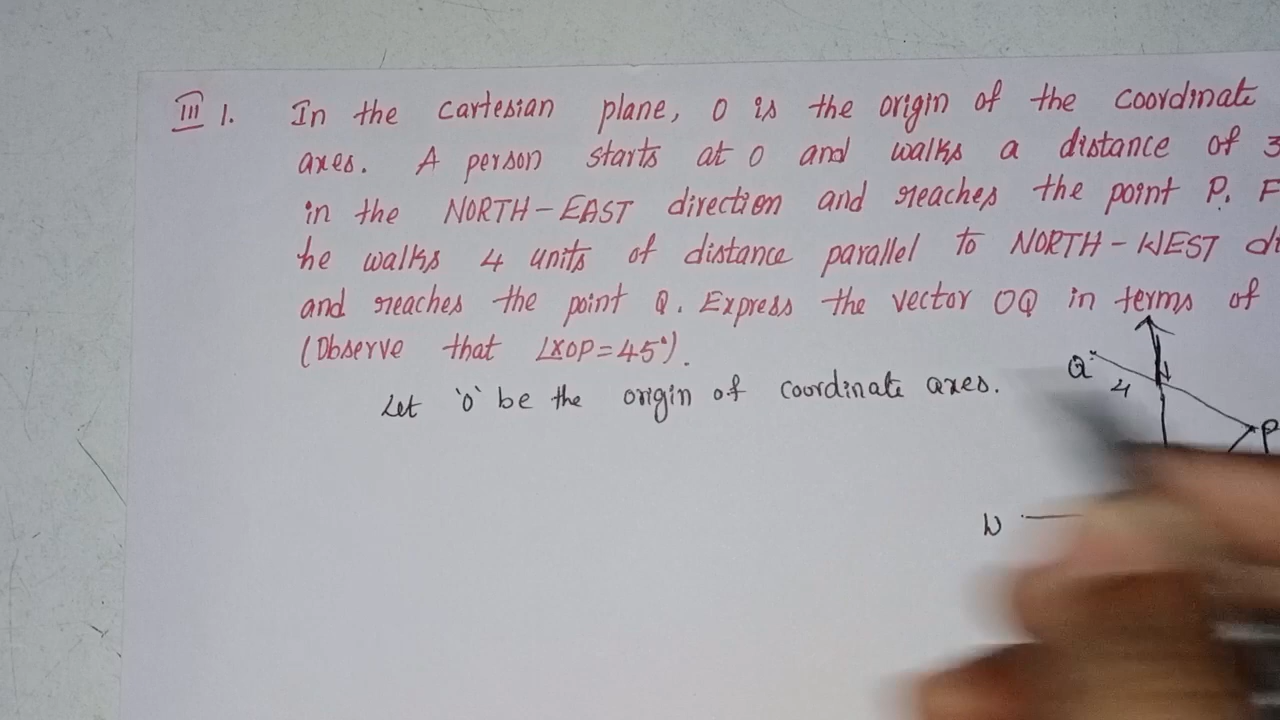 III 1. In the cartesian plane, O is the origin of the coordinate
axes. A person starts at O and walks a distance of 3
in the NORTH-EAST direction and reaches the point P. F
he walks 4 units of distance parallel to NORTH-WEST di
and reaches the point Q. Express the vector OQ in terms of
(Observe that ∠XOP=45°).
Let 'O' be the origin of coordinate axes.
N
Q
4
P
W